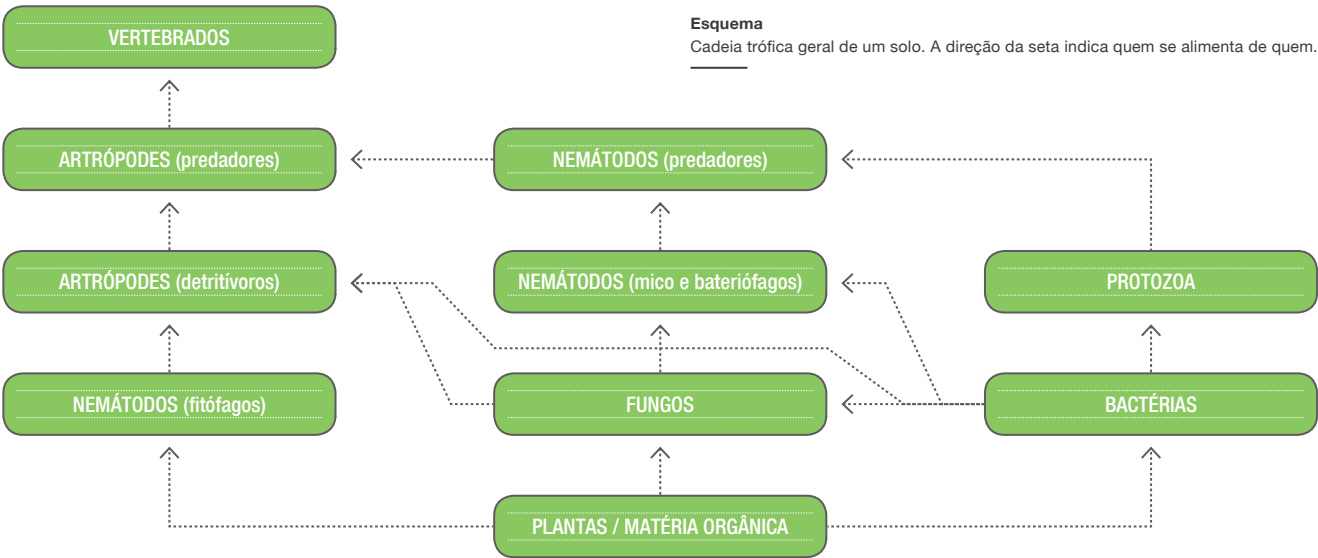 VERTEBRADOS
Esquema
Cadeia trófica geral de um solo. A direção da seta indica quem se alimenta de quem.
ARTRÓPODES (predadores)
NEMÁTODOS (predadores)
ARTRÓPODES (detritívoros)
NEMÁTODOS (mico e bateriófagos)
PROTOZOA
NEMÁTODOS (fitófagos)
FUNGOS
BACTÉRIAS
PLANTAS / MATÉRIA ORGÂNICA